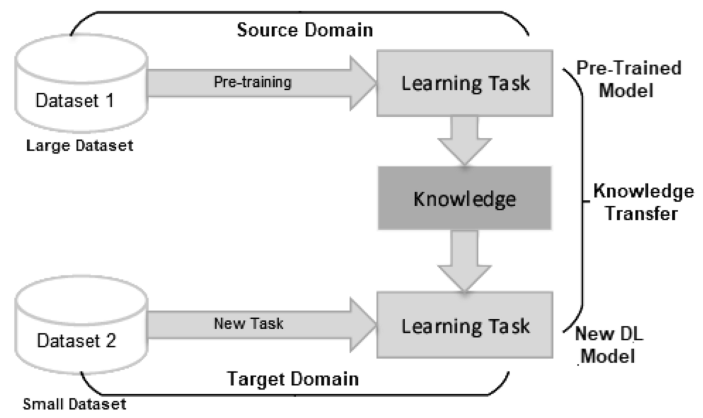 Source Domain
Dataset 1
Pre-training
Learning Task
Pre-Trained
Model
Large Dataset
Knowledge
Knowledge
Transfer
Dataset 2
New Task
Learning Task
New DL
Model
Target Domain
Small Dataset